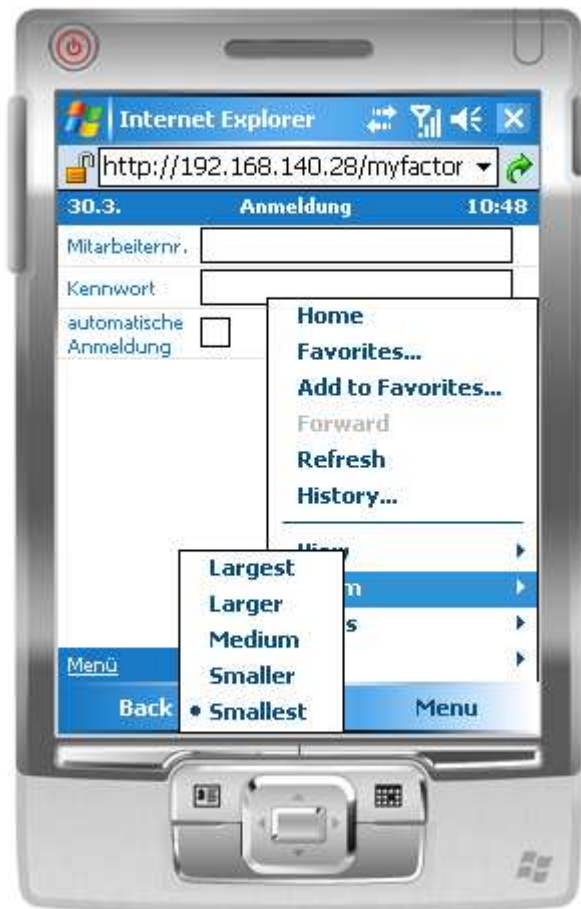 Internet Explorer
http://192.168.140.28/myfactor
30.3. Anmeldung 10:48
Mitarbeiternr.
Kennwort
automatische
Anmeldung
Home
Favorites...
Add to Favorites...
Forward
Refresh
History...
Largest
Larger
Medium
Smaller
Smallest
Menü
Back
Menu